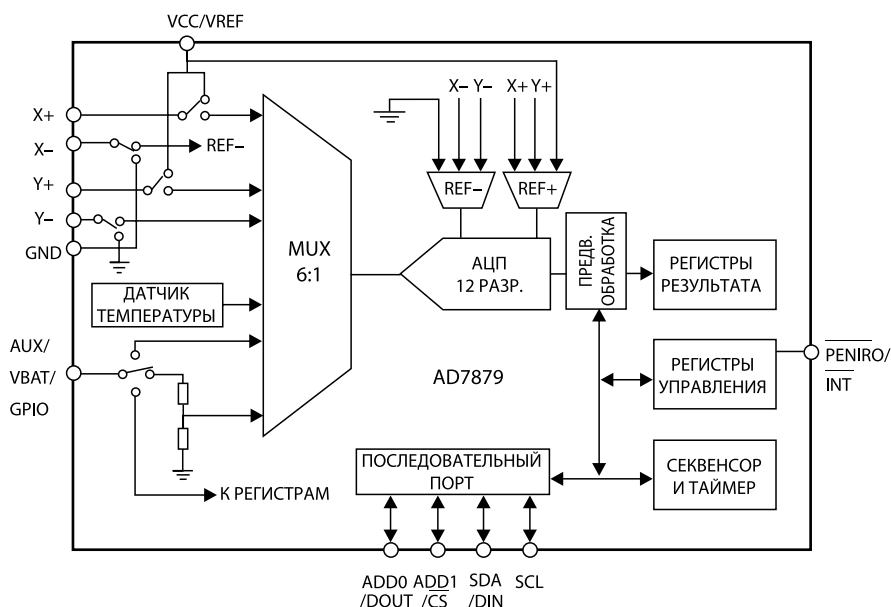 VCC/VREF
X+
X–
Y+
Y–
GND
REF–
X– Y– X+ Y+
REF– REF+
MUX
6:1
АЦП
12 РАЗР.
ПРЕДВ.
ОБРАБОТКА
РЕГИСТРЫ
РЕЗУЛЬТАТА
ДАТЧИК
ТЕМПЕРАТУРЫ
AUX/
VBAT/
GPIO
AD7879
РЕГИСТРЫ
УПРАВЛЕНИЯ
PENIRO/
INT
ПОСЛЕДОВАТЕЛЬНЫЙ
ПОРТ
СЕКВЕНСОР
И ТАЙМЕР
К РЕГИСТРАМ
ADD0 ADD1 SDA SCL
/DOUT /CS /DIN